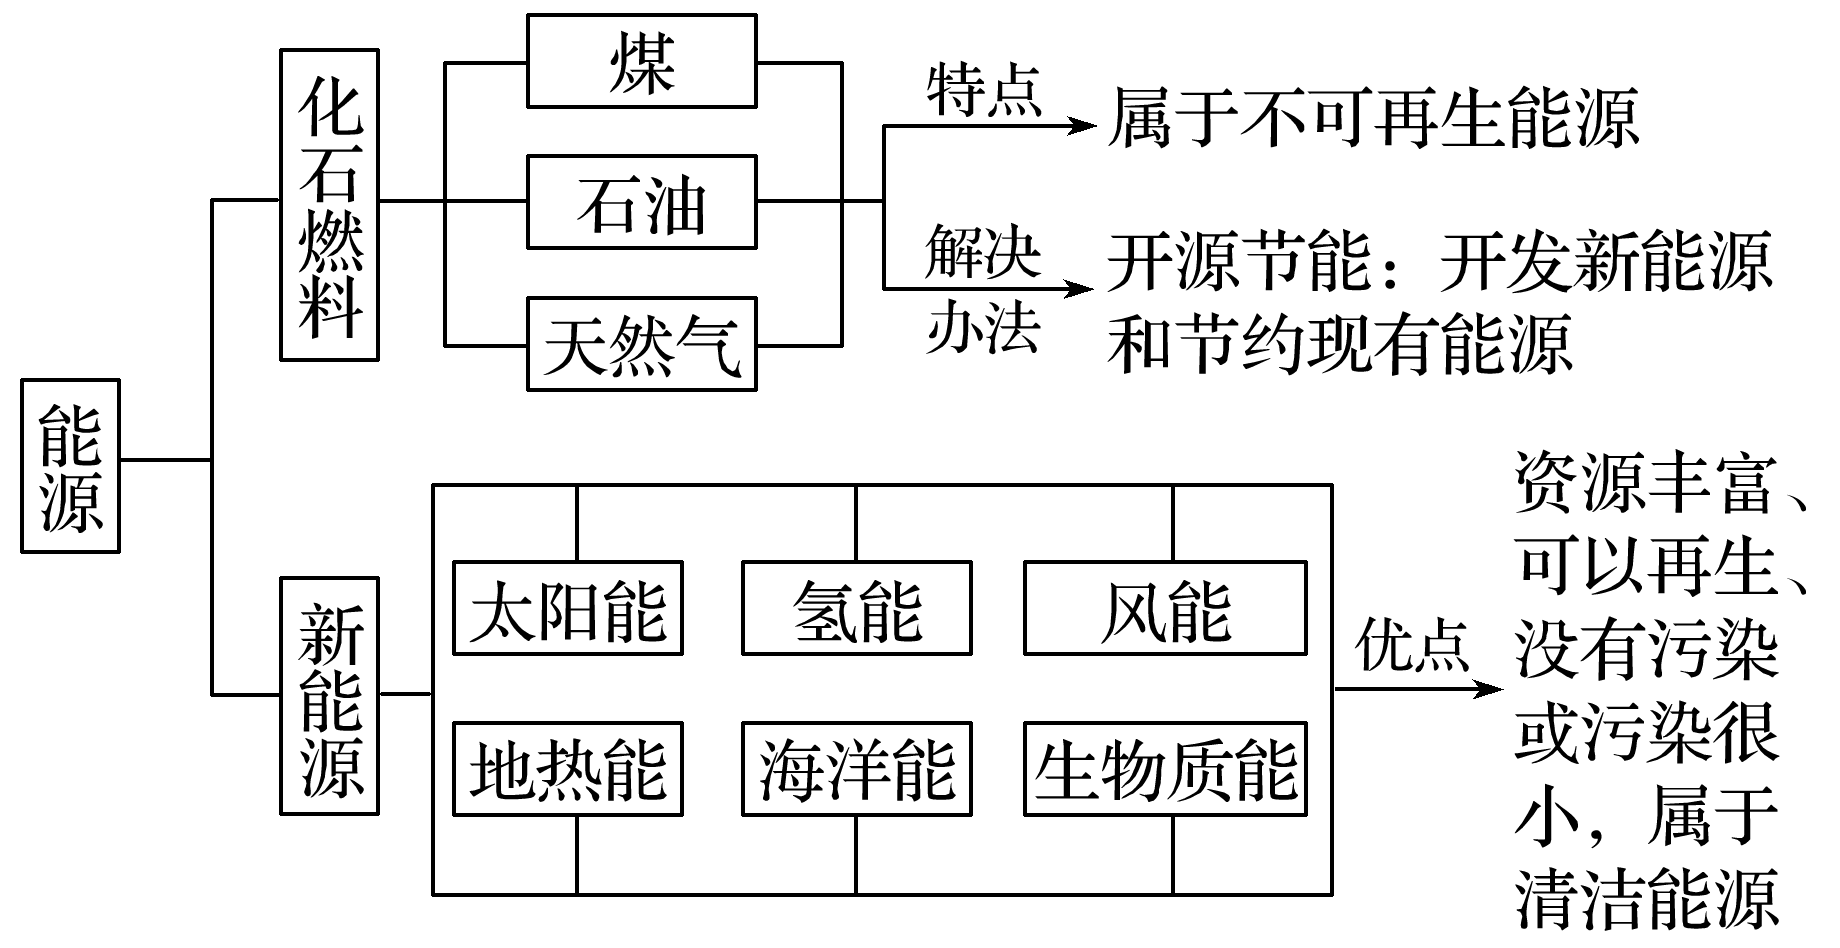 能源
化石燃料
煤
石油
天然气
特点
属于不可再生能源
解决
办法
开源节能：开发新能源
和节约现有能源
新能源
太阳能
氢能
风能
地热能
海洋能
生物质能
优点
资源丰富、
可以再生、
没有污染
或污染很
小，属于
清洁能源